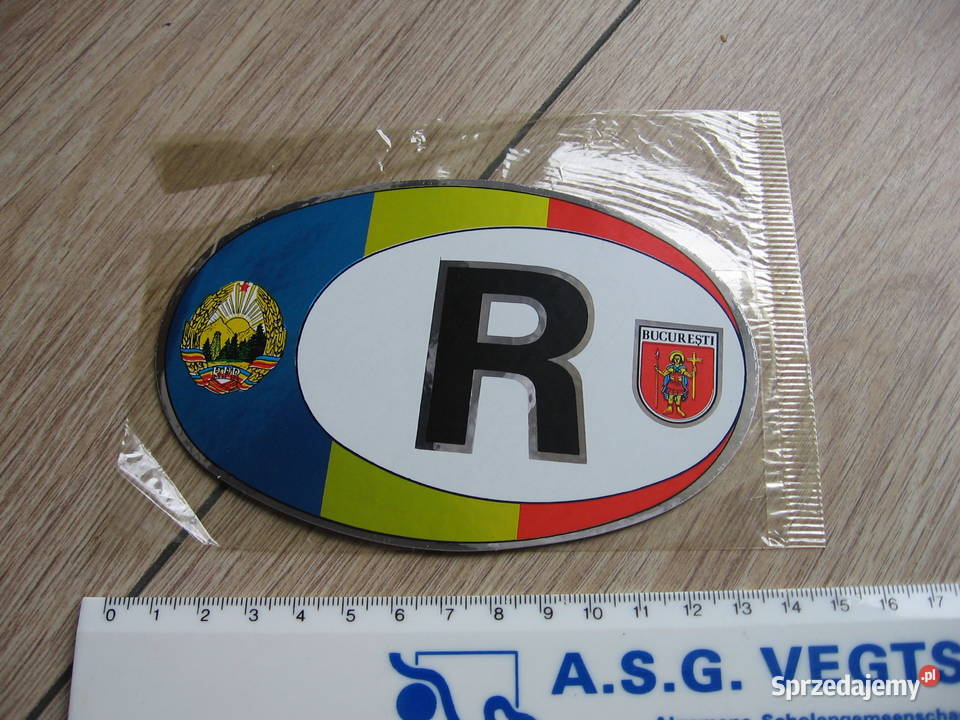 R
BUCUREȘTI
0 1 2 3 4 5 6 7 8 9 10 11 12 13 14 15 16 17
A.S.G. VEGTS
Sprzedajemy.pl